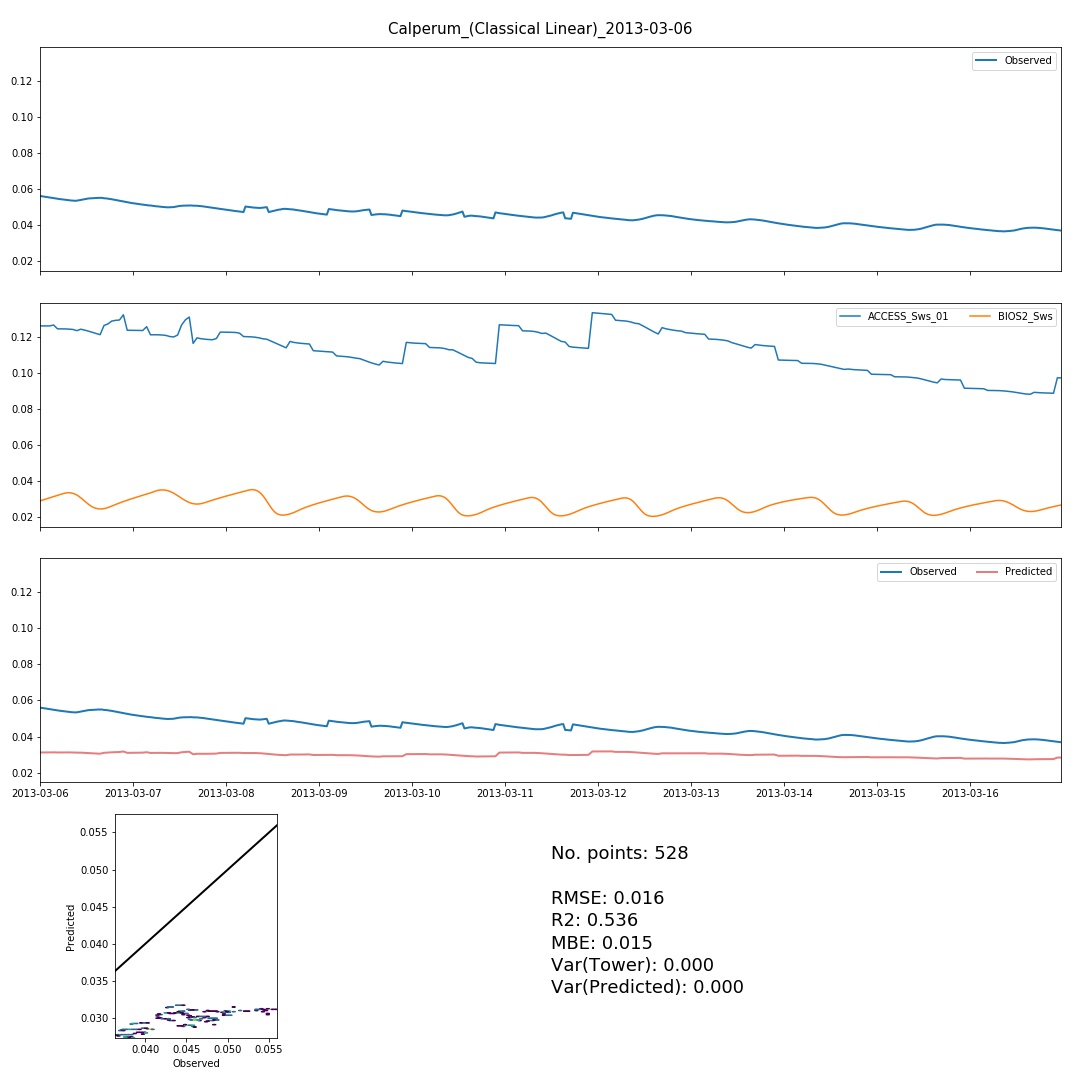 Calperum_(Classical Linear)_2013-03-06
Observed
0.12
0.10
0.08
0.06
0.04
0.02
ACCESS_Sws_01 BIOS2_Sws
0.12
0.10
0.08
0.06
0.04
0.02
Observed Predicted
0.12
0.10
0.08
0.06
0.04
0.02
2013-03-06 2013-03-07 2013-03-08 2013-03-09 2013-03-10 2013-03-11 2013-03-12 2013-03-13 2013-03-14 2013-03-15 2013-03-16
0.055
0.050
0.045
0.040
0.035
0.030
Predicted
0.040 0.045 0.050 0.055
Observed
No. points: 528
RMSE: 0.016
R2: 0.536
MBE: 0.015
Var(Tower): 0.000
Var(Predicted): 0.000